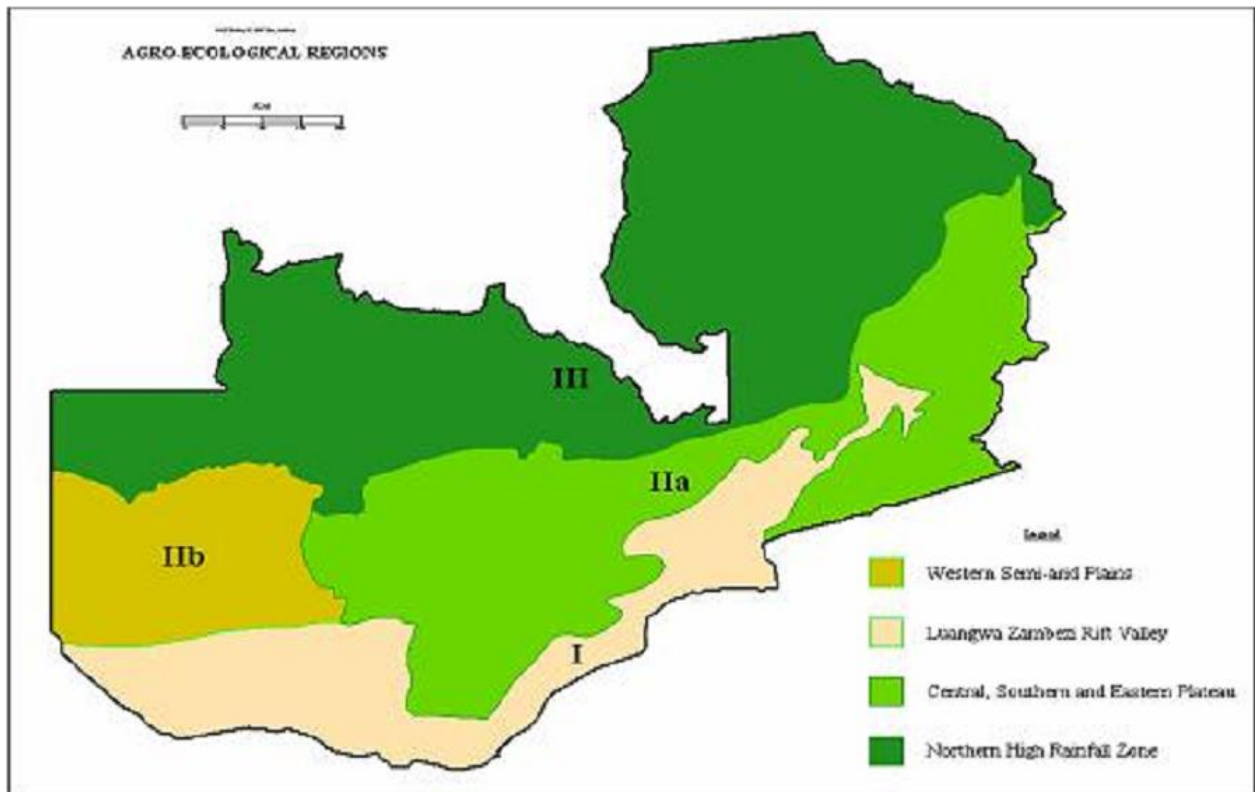 AGRO-ECOLOGICAL REGIONS
III
IIa
IIb
I
Legend
Western Semi-arid Plains
Luangwa Zambezi Rift Valley
Central, Southern and Eastern Plateau
Northern High Rainfall Zone